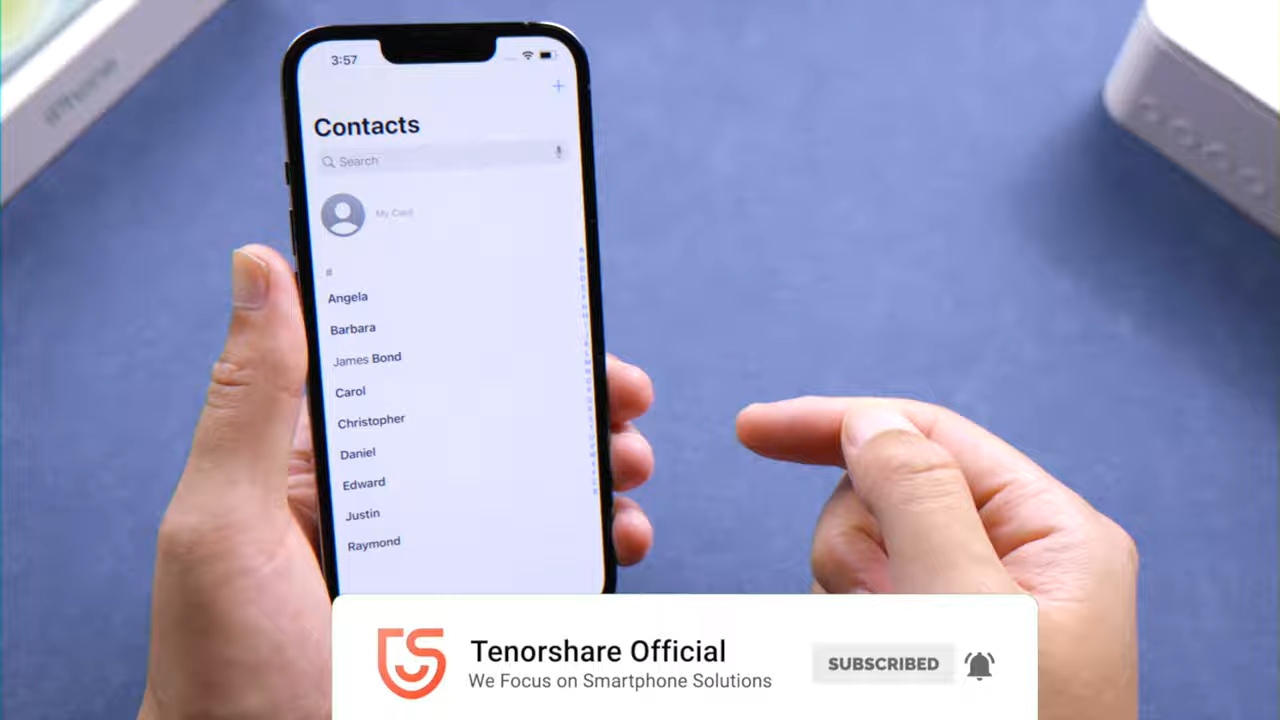 iPhone
3:57
Contacts
Search
My Card
#
Angela
Barbara
James Bond
Carol
Christopher
Daniel
Edward
Justin
Raymond
Tenorshare Official
We Focus on Smartphone Solutions
SUBSCRIBED